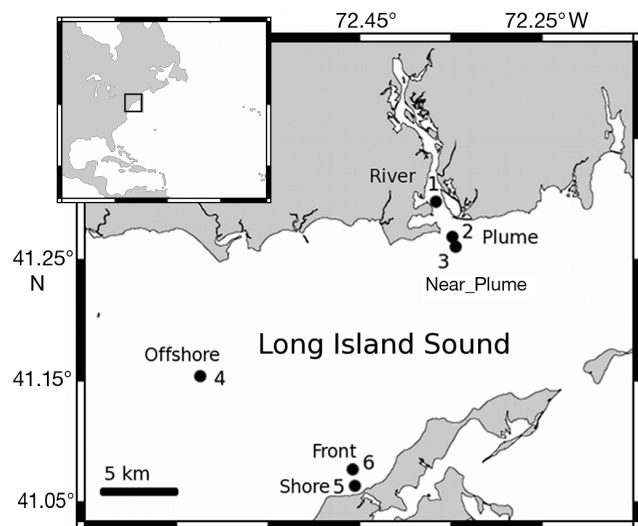 72.45° 72.25°W
River
1
2 Plume
3
Near_Plume
41.25°
N
Long Island Sound
Offshore
4
41.15°
Front
6
5 km
Shore 5
41.05°